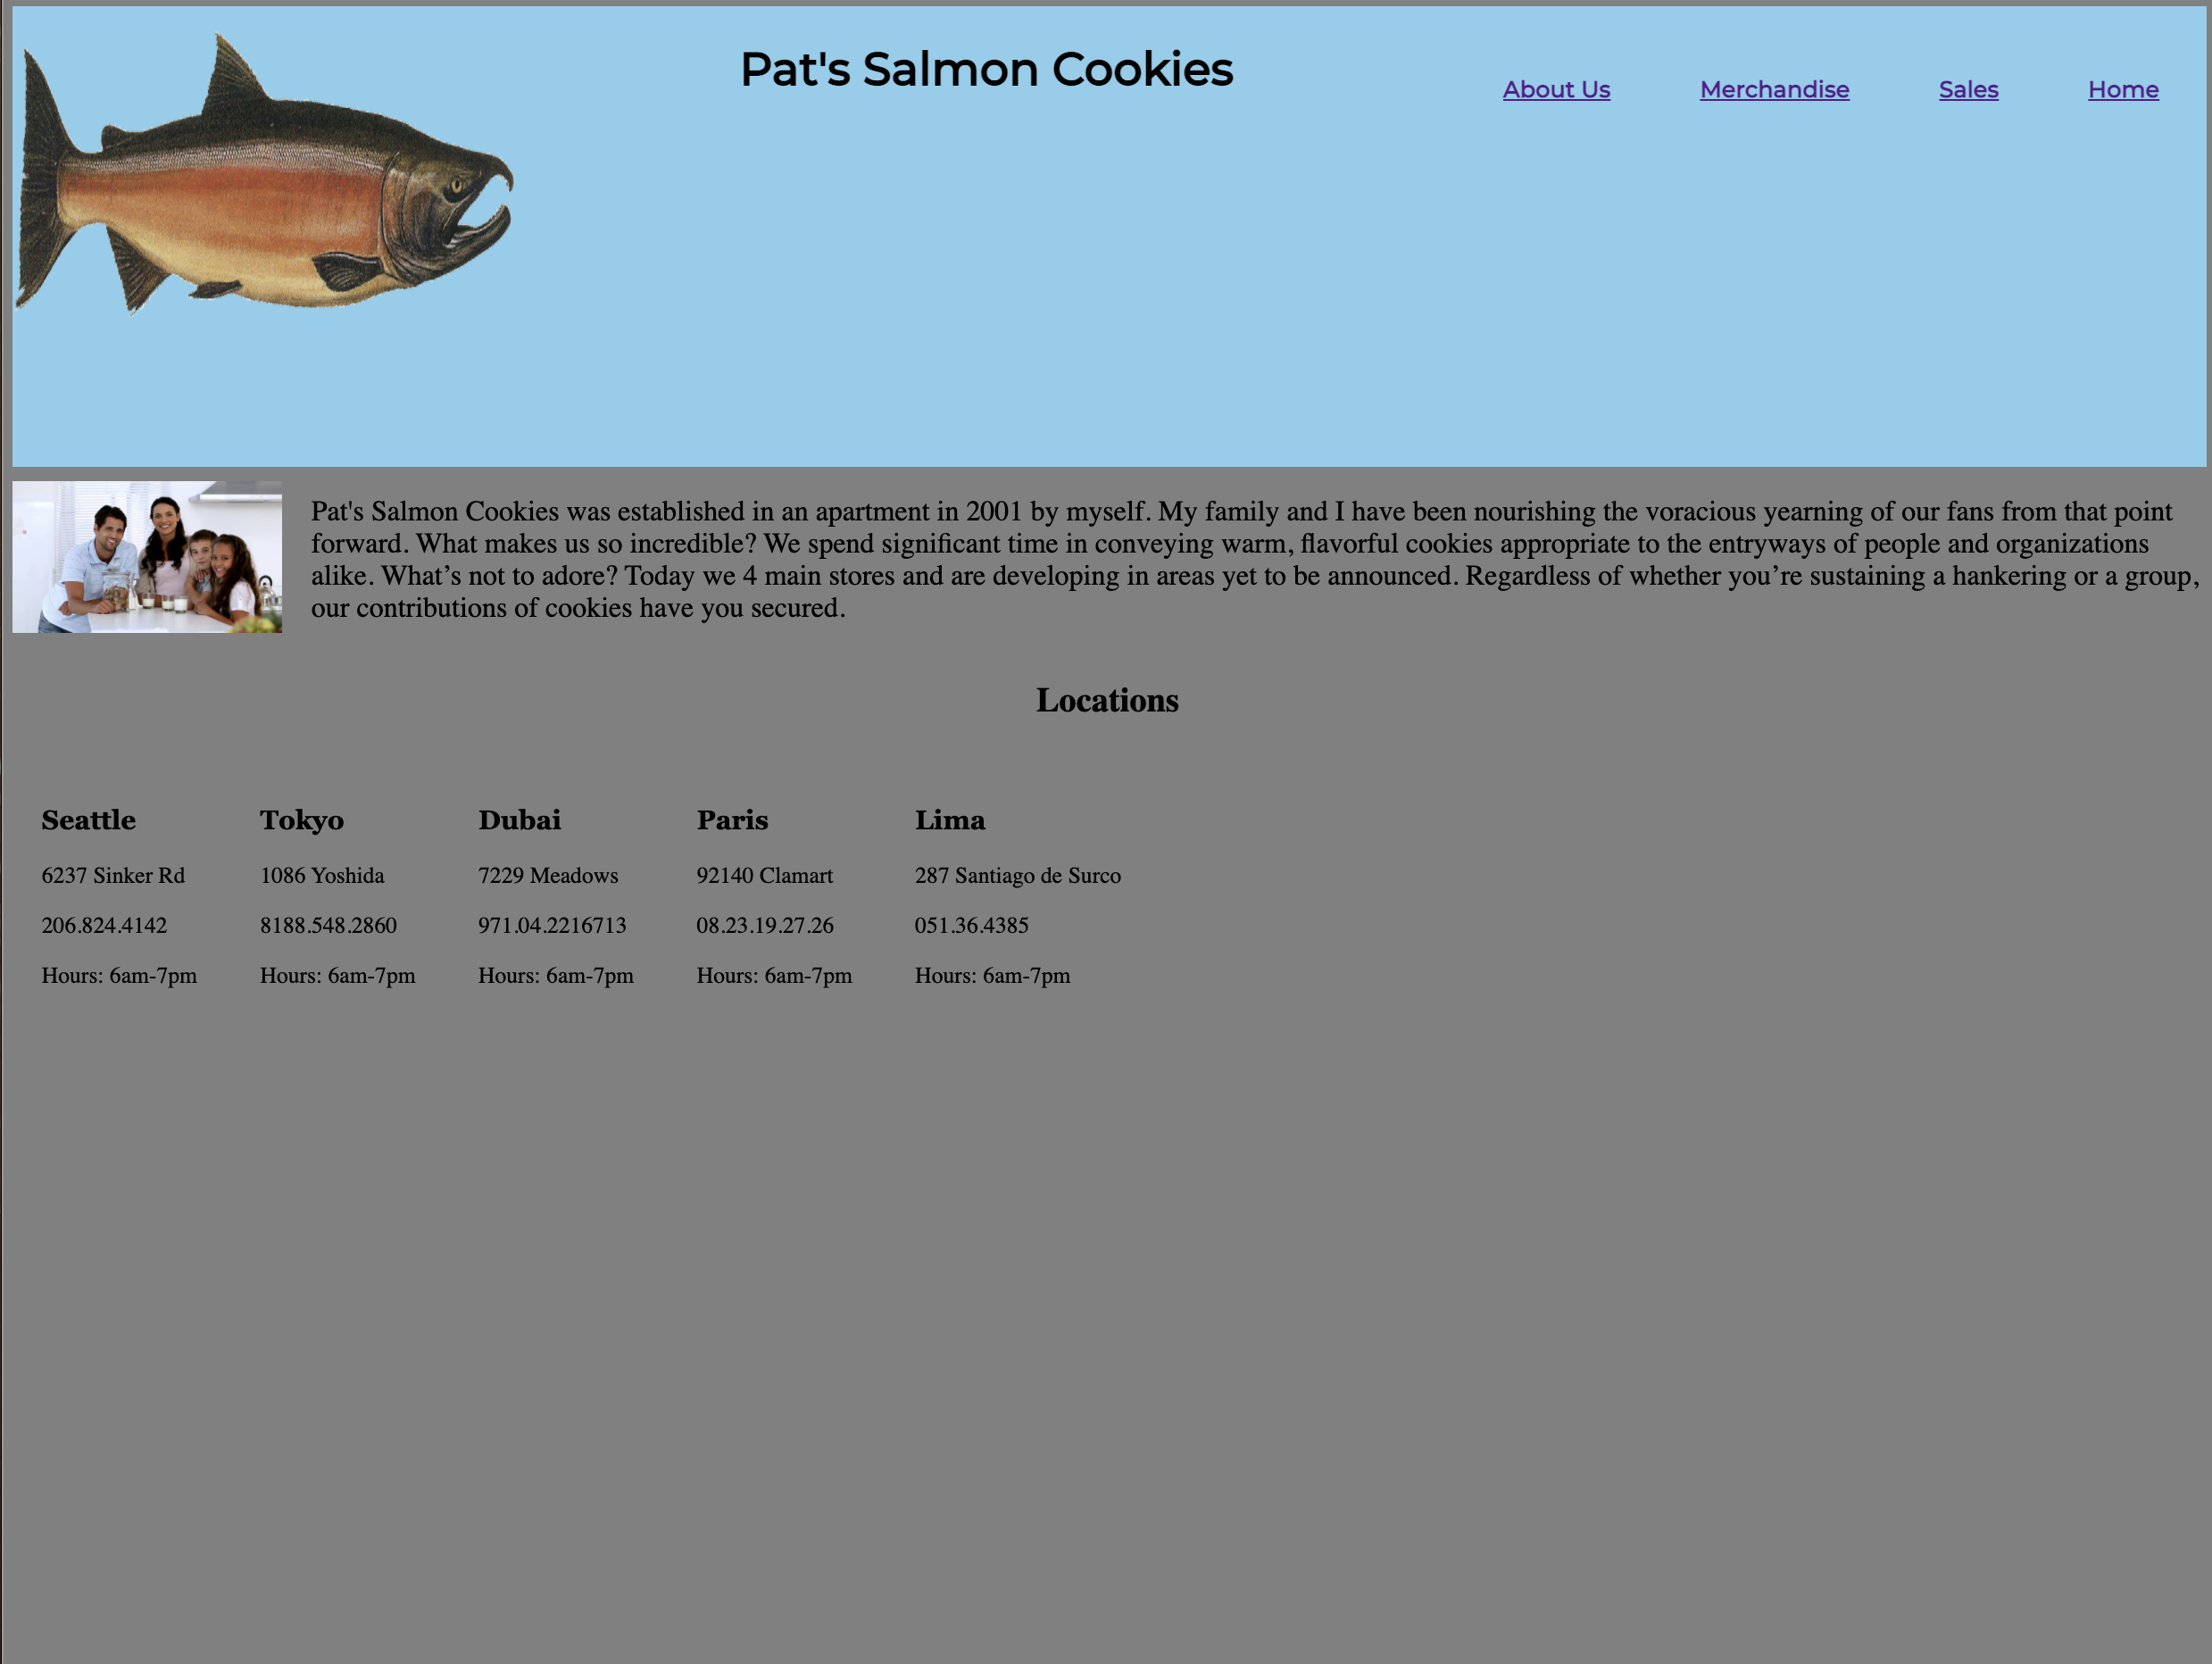 Pat's Salmon Cookies
About Us Merchandise Sales Home
Pat's Salmon Cookies was established in an apartment in 2001 by myself. My family and I have been nourishing the voracious yearning of our fans from that point
forward. What makes us so incredible? We spend significant time in conveying warm, flavorful cookies appropriate to the entryways of people and organizations
alike. What’s not to adore? Today we 4 main stores and are developing in areas yet to be announced. Regardless of whether you’re sustaining a hankering or a group,
our contributions of cookies have you secured.
Locations
Seattle
6237 Sinker Rd
206.824.4142
Hours: 6am-7pm
Tokyo
1086 Yoshida
8188.548.2860
Hours: 6am-7pm
Dubai
7229 Meadows
971.04.2216713
Hours: 6am-7pm
Paris
92140 Clamart
08.23.19.27.26
Hours: 6am-7pm
Lima
287 Santiago de Surco
051.36.4385
Hours: 6am-7pm